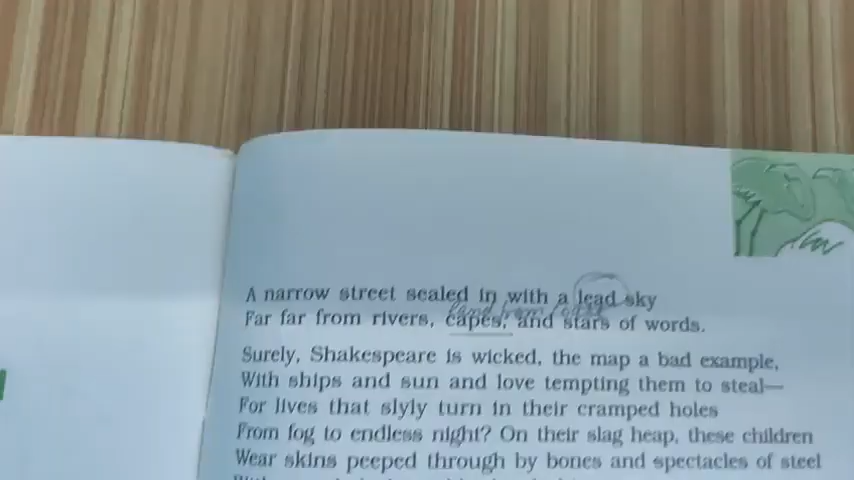 A narrow street sealed in with a lead sky
Far far from rivers, capes, and stars of words.
Surely, Shakespeare is wicked, the map a bad example,
With ships and sun and love tempting them to steal—
For lives that slyly turn in their cramped holes
From fog to endless night? On their slag heap, these children
Wear skins peeped through by bones and spectacles of steel